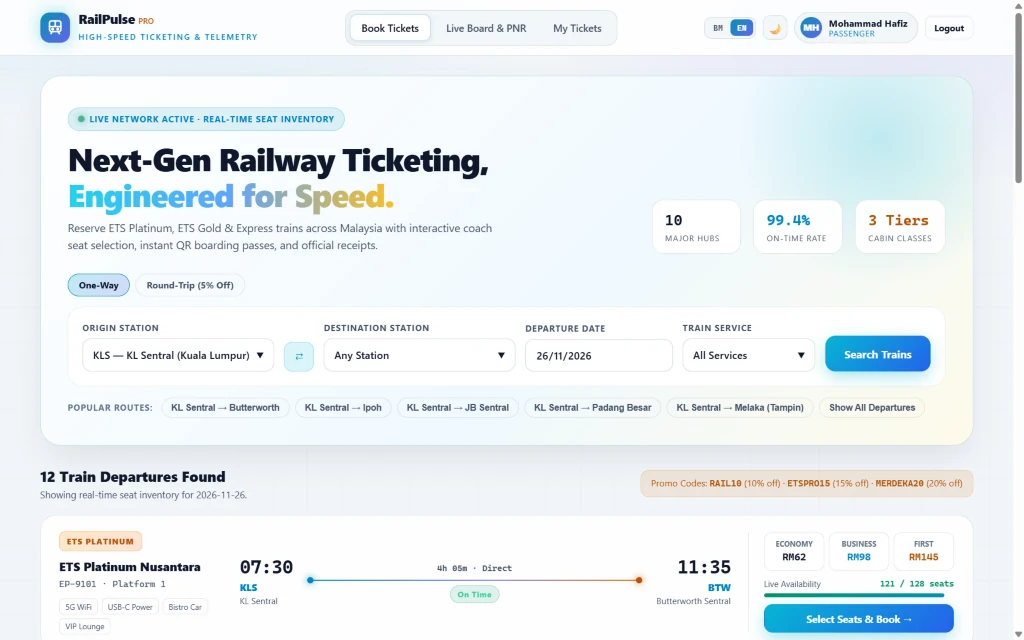 RailPulse PRO
HIGH-SPEED TICKETING & TELEMETRY
Book Tickets
Live Board & PNR
My Tickets
BM
EN
MH
Mohammad Hafiz
PASSENGER
Logout
LIVE NETWORK ACTIVE · REAL-TIME SEAT INVENTORY
Next-Gen Railway Ticketing,
Engineered for Speed.
Reserve ETS Platinum, ETS Gold & Express trains across Malaysia with interactive coach
seat selection, instant QR boarding passes, and official receipts.
10
MAJOR HUBS
99.4%
ON-TIME RATE
3 Tiers
CABIN CLASSES
One-Way
Round-Trip (5% Off)
ORIGIN STATION
KLS — KL Sentral (Kuala Lumpur) ▼
⇄
DESTINATION STATION
Any Station ▼
DEPARTURE DATE
26/11/2026
TRAIN SERVICE
All Services ▼
Search Trains
POPULAR ROUTES:
KL Sentral → Butterworth
KL Sentral → Ipoh
KL Sentral → JB Sentral
KL Sentral → Padang Besar
KL Sentral → Melaka (Tampin)
Show All Departures
12 Train Departures Found
Showing real-time seat inventory for 2026-11-26.
Promo Codes: RAIL10 (10% off) · ETSPRO15 (15% off) · MERDEKA20 (20% off)
ETS PLATINUM
ETS Platinum Nusantara
EP-9101 · Platform 1
5G WiFi
USB-C Power
Bistro Car
VIP Lounge
07:30
KLS
KL Sentral
4h 05m · Direct
On Time
11:35
BTW
Butterworth Sentral
ECONOMY
RM62
BUSINESS
RM98
FIRST
RM145
Live Availability
121 / 128 seats
Select Seats & Book →